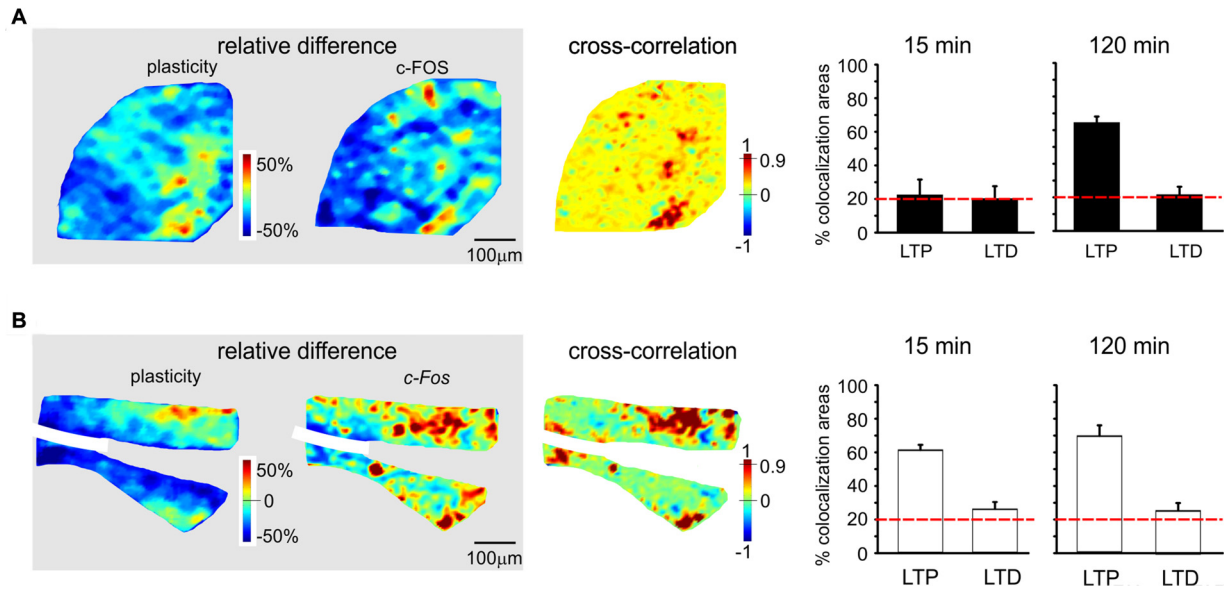 A
relative difference
plasticity
c-FOS
50%
-50%
100µm
cross-correlation
1
0.9
0
-1
15 min
120 min
% colocalization areas
100
80
60
40
20
0
LTP
LTD
LTP
LTD
B
relative difference
plasticity
c-Fos
50%
0
-50%
100µm
cross-correlation
1
0.9
0
-1
15 min
120 min
% colocalization areas
100
80
60
40
20
0
LTP
LTD
LTP
LTD